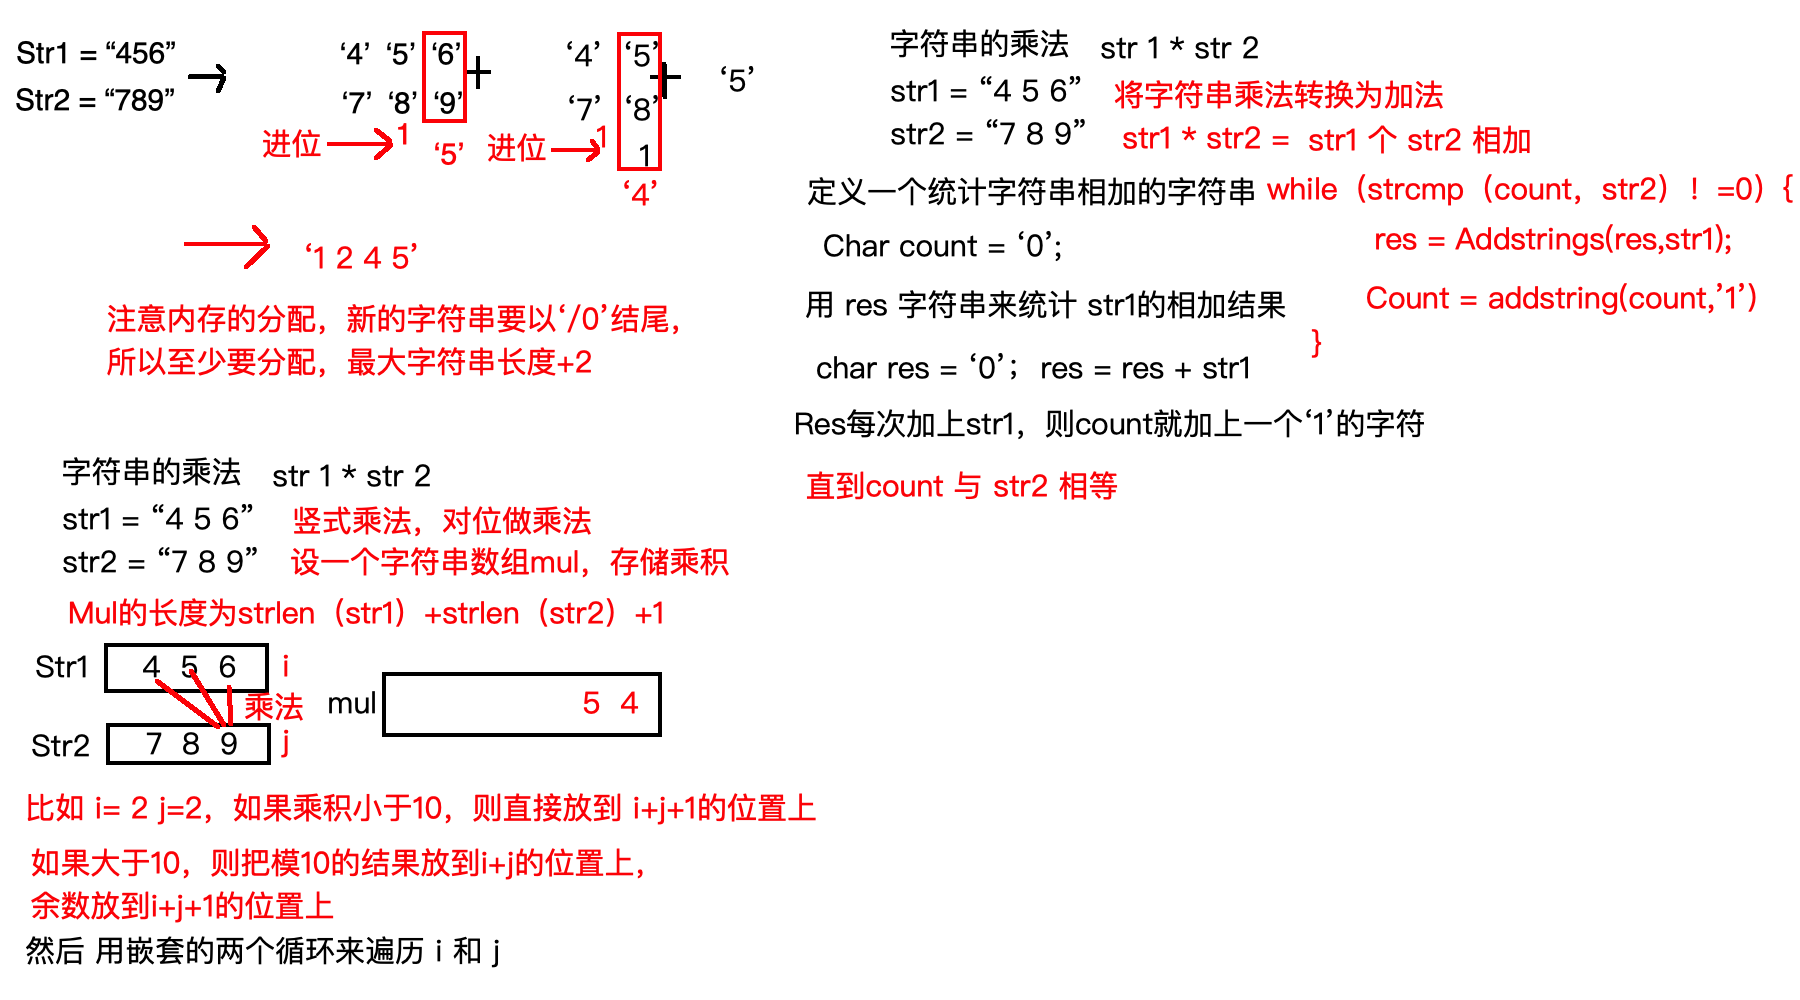 Str1 = “456”
Str2 = “789”
‘4’ ‘5’ ‘6’
+
‘7’ ‘8’ ‘9’
进位
1
‘5’
‘4’ ‘5’
+
‘5’
‘7’ ‘8’
进位
1
1
‘4’
‘1 2 4 5’
注意内存的分配，新的字符串要以‘/0’结尾，
所以至少要分配，最大字符串长度+2
字符串的乘法 str 1 * str 2
str1 = “4 5 6” 竖式乘法，对位做乘法
str2 = “7 8 9” 设一个字符串数组mul，存储乘积
Mul的长度为strlen（str1）+strlen（str2）+1
Str1 4 5 6 i
乘法
mul 5 4
Str2 7 8 9 j
比如 i= 2 j=2，如果乘积小于10，则直接放到 i+j+1的位置上
如果大于10，则把模10的结果放到i+j的位置上，
余数放到i+j+1的位置上
然后 用嵌套的两个循环来遍历 i 和 j
字符串的乘法 str 1 * str 2
str1 = “4 5 6” 将字符串乘法转换为加法
str2 = “7 8 9” str1 * str2 = str1 个 str2 相加
定义一个统计字符串相加的字符串 while（strcmp（count，str2）！=0）{
Char count = ‘0’; res = Addstrings(res,str1);
用 res 字符串来统计 str1的相加结果 Count = addstring(count,’1’)
}
char res = ‘0’； res = res + str1
Res每次加上str1，则count就加上一个‘1’的字符
直到count 与 str2 相等